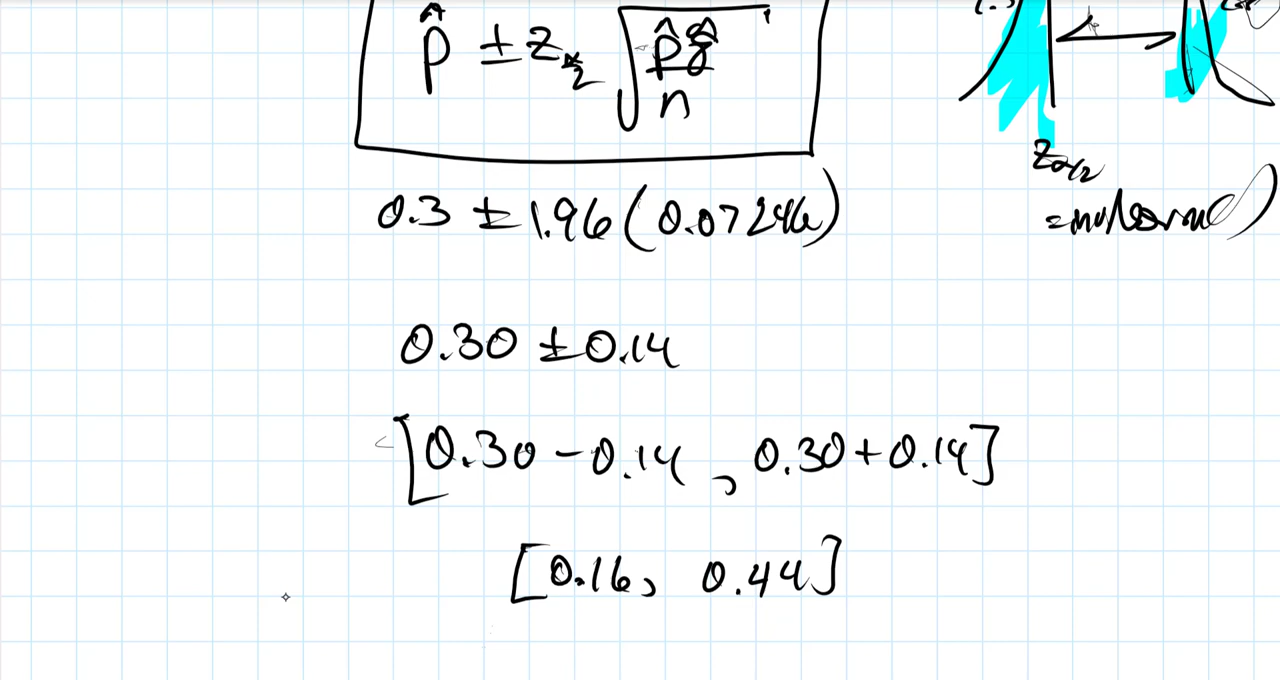 p̂ ± z_{α/2} √(p̂q̂/n)
z_{α/2}
0.3 ± 1.96 (0.07246)
0.30 ± 0.14
[0.30 - 0.14, 0.30 + 0.14]
[0.16, 0.44]